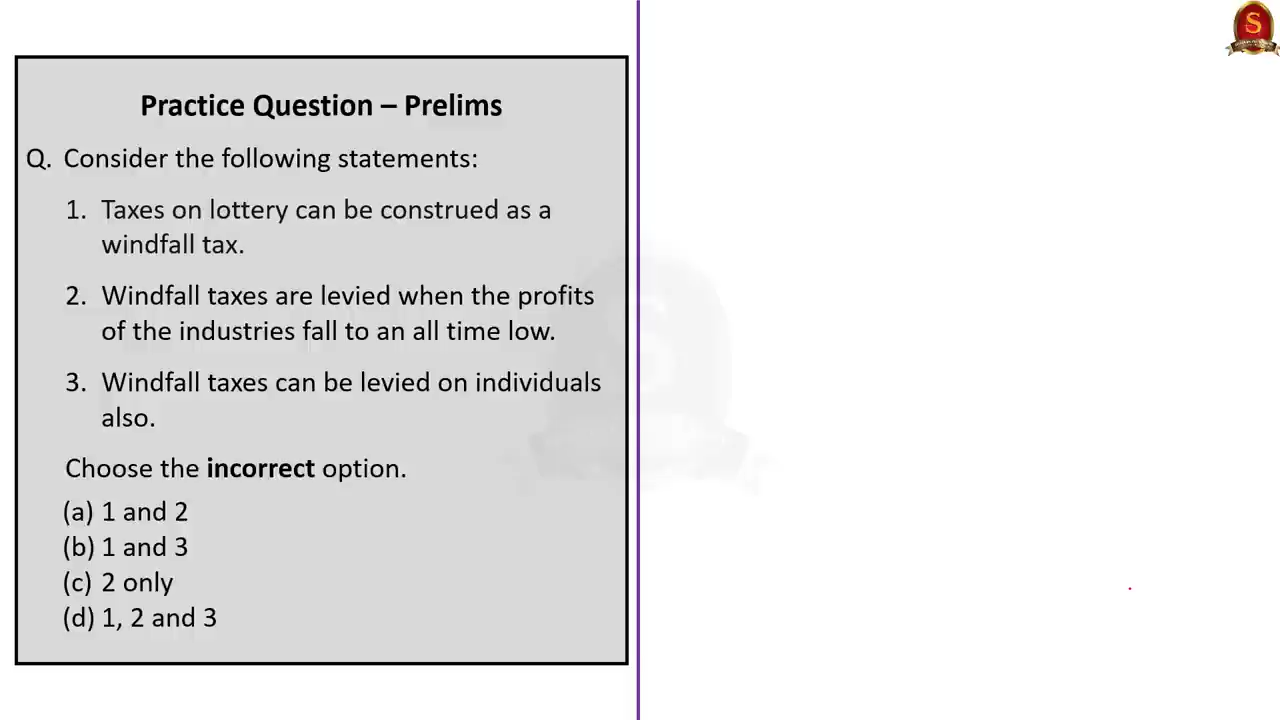 Practice Question – Prelims
Q. Consider the following statements:
1. Taxes on lottery can be construed as a
windfall tax.
2. Windfall taxes are levied when the profits
of the industries fall to an all time low.
3. Windfall taxes can be levied on individuals
also.
Choose the incorrect option.
(a) 1 and 2
(b) 1 and 3
(c) 2 only
(d) 1, 2 and 3
S